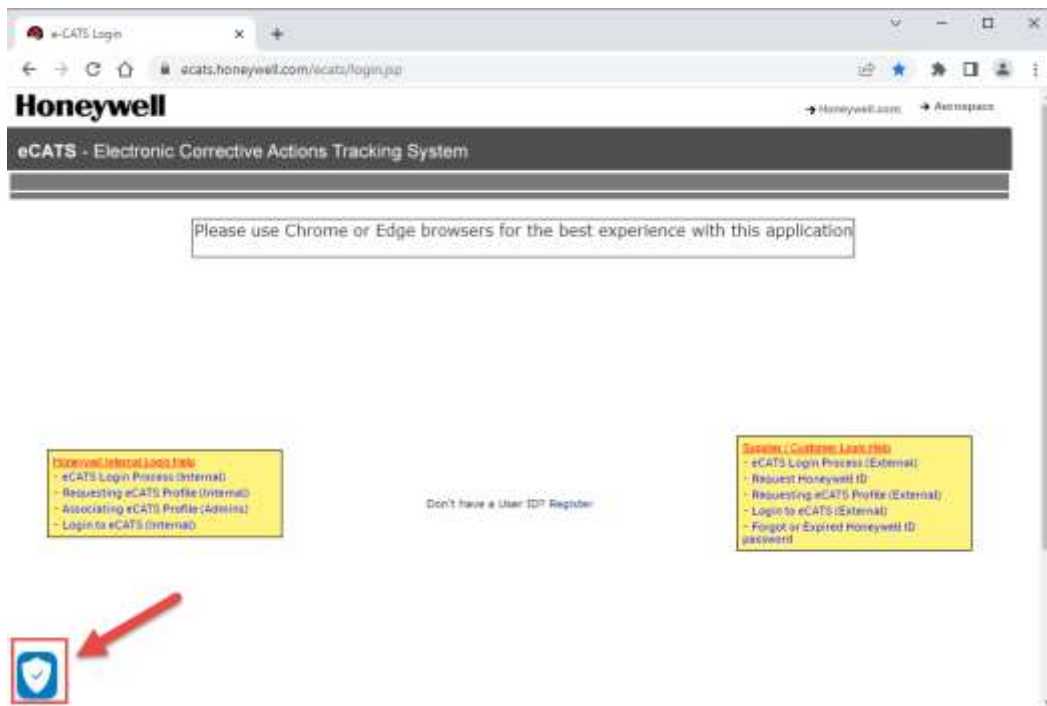 e-CATS Login
ecats.honeywell.com/ecats/login.jsp
Honeywell
Honeywell.com
Aerospace
eCATS - Electronic Corrective Actions Tracking System
Please use Chrome or Edge browsers for the best experience with this application
Honeywell Internal Login Help
- eCATS Login Process (Internal)
- Requesting eCATS Profile (Internal)
- Associating eCATS Profile (Admins)
- Login to eCATS (Internal)
Don't have a User ID? Register
Supplier / Customer Login Help
- eCATS Login Process (External)
- Request Honeywell ID
- Requesting eCATS Profile (External)
- Login to eCATS (External)
- Forgot or Expired Honeywell ID
password